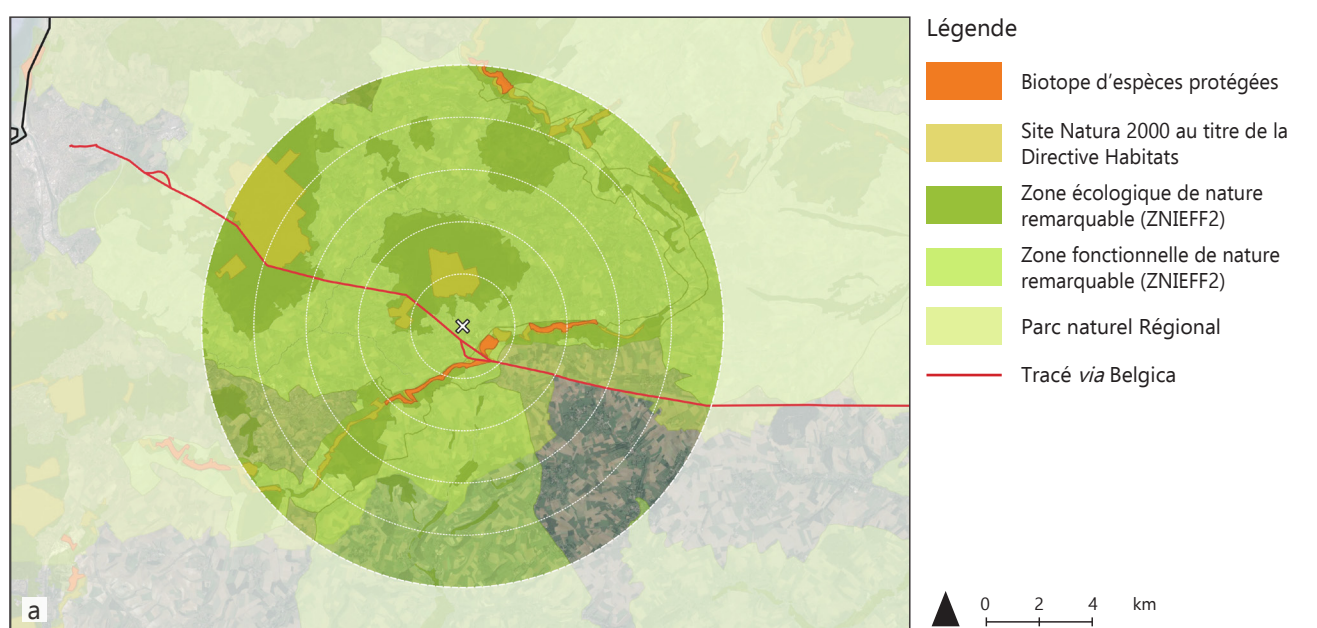 Légende
Biotope d'espèces protégées
Site Natura 2000 au titre de la
Directive Habitats
Zone écologique de nature
remarquable (ZNIEFF2)
Zone fonctionnelle de nature
remarquable (ZNIEFF2)
Parc naturel Régional
Tracé via Belgica
0 2 4 km
a